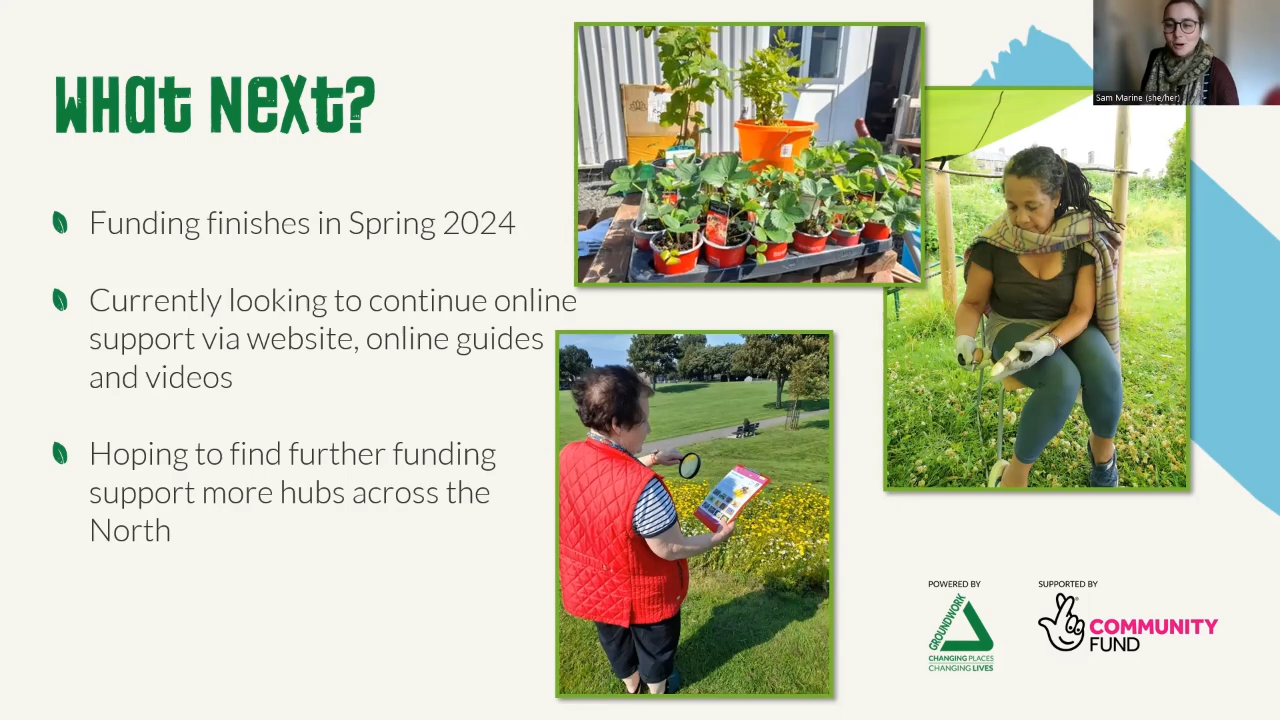 What Next?
Funding finishes in Spring 2024
Currently looking to continue online
support via website, online guides
and videos
Hoping to find further funding
support more hubs across the
North
Sam Marine (she/her)
POWERED BY
GROUNDWORK
CHANGING PLACES
CHANGING LIVES
SUPPORTED BY
COMMUNITY
FUND